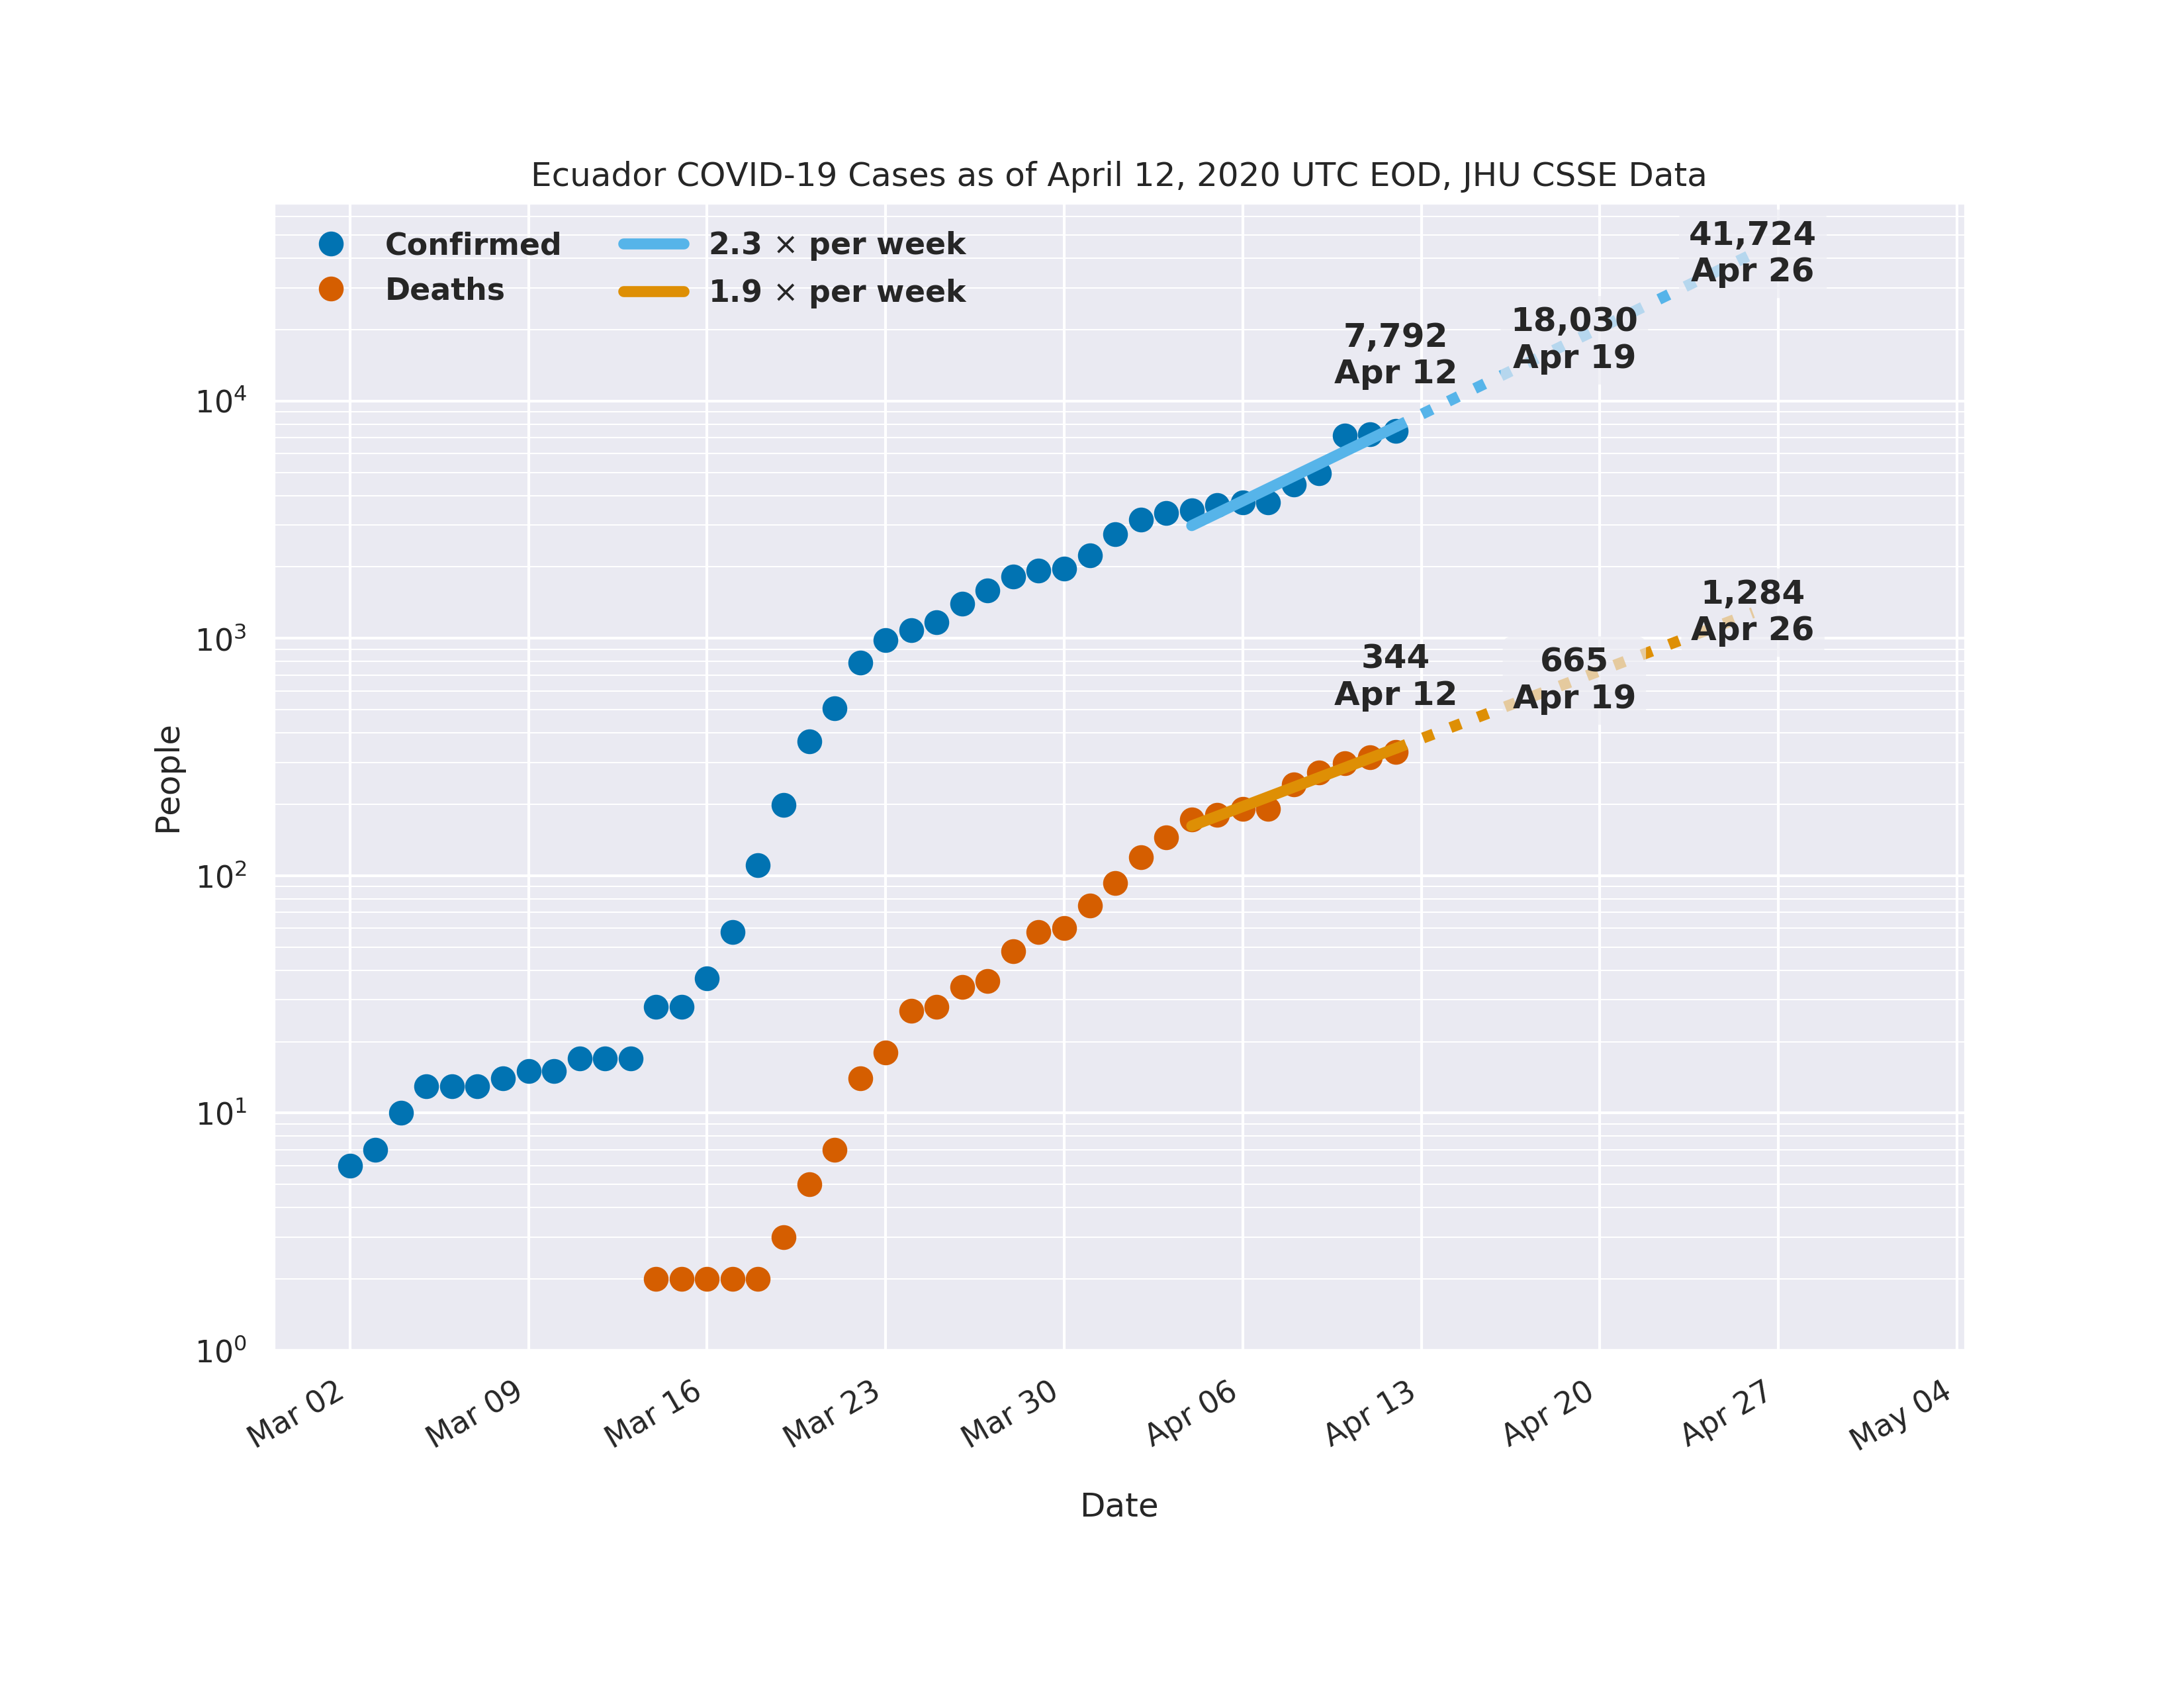 Ecuador COVID-19 Cases as of April 12, 2020 UTC EOD, JHU CSSE Data
Confirmed
Deaths
2.3 × per week
1.9 × per week
41,724
Apr 26
18,030
Apr 19
7,792
Apr 12
1,284
Apr 26
665
Apr 19
344
Apr 12
People
10⁴
10³
10²
10¹
10⁰
Mar 02
Mar 09
Mar 16
Mar 23
Mar 30
Apr 06
Apr 13
Apr 20
Apr 27
May 04
Date